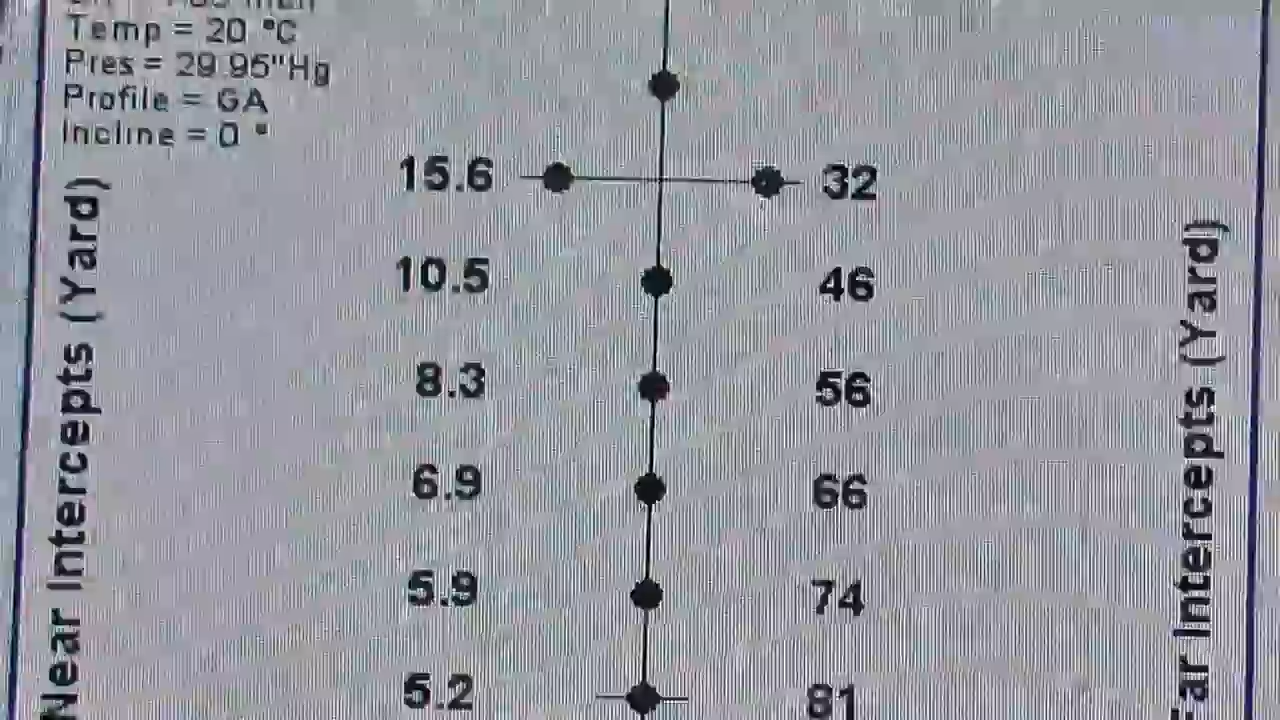 Temp = 20 °C
Pres = 29.95"Hg
Profile = GA
Incline = 0 °
15.6 32
10.5 46
8.3 56
6.9 66
5.9 74
5.2 81
Near Intercepts (Yard)
Intercepts (Yard)